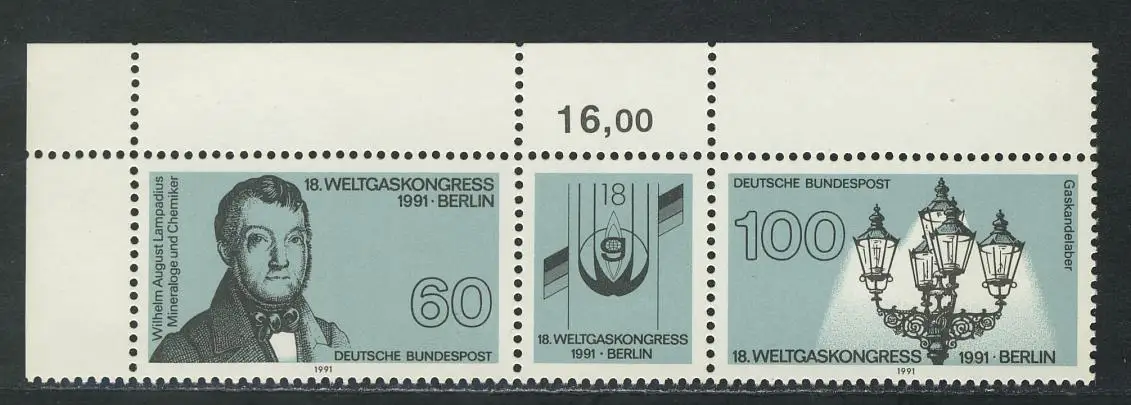 16,00
Wilhelm August Lampadius
Mineraloge und Chemiker
18. WELTGASKONGRESS
1991 · BERLIN
60
DEUTSCHE BUNDESPOST
1991
18
g
18. WELTGASKONGRESS
1991 · BERLIN
DEUTSCHE BUNDESPOST
100
Gaskandelaber
18. WELTGASKONGRESS 1991 · BERLIN
1991